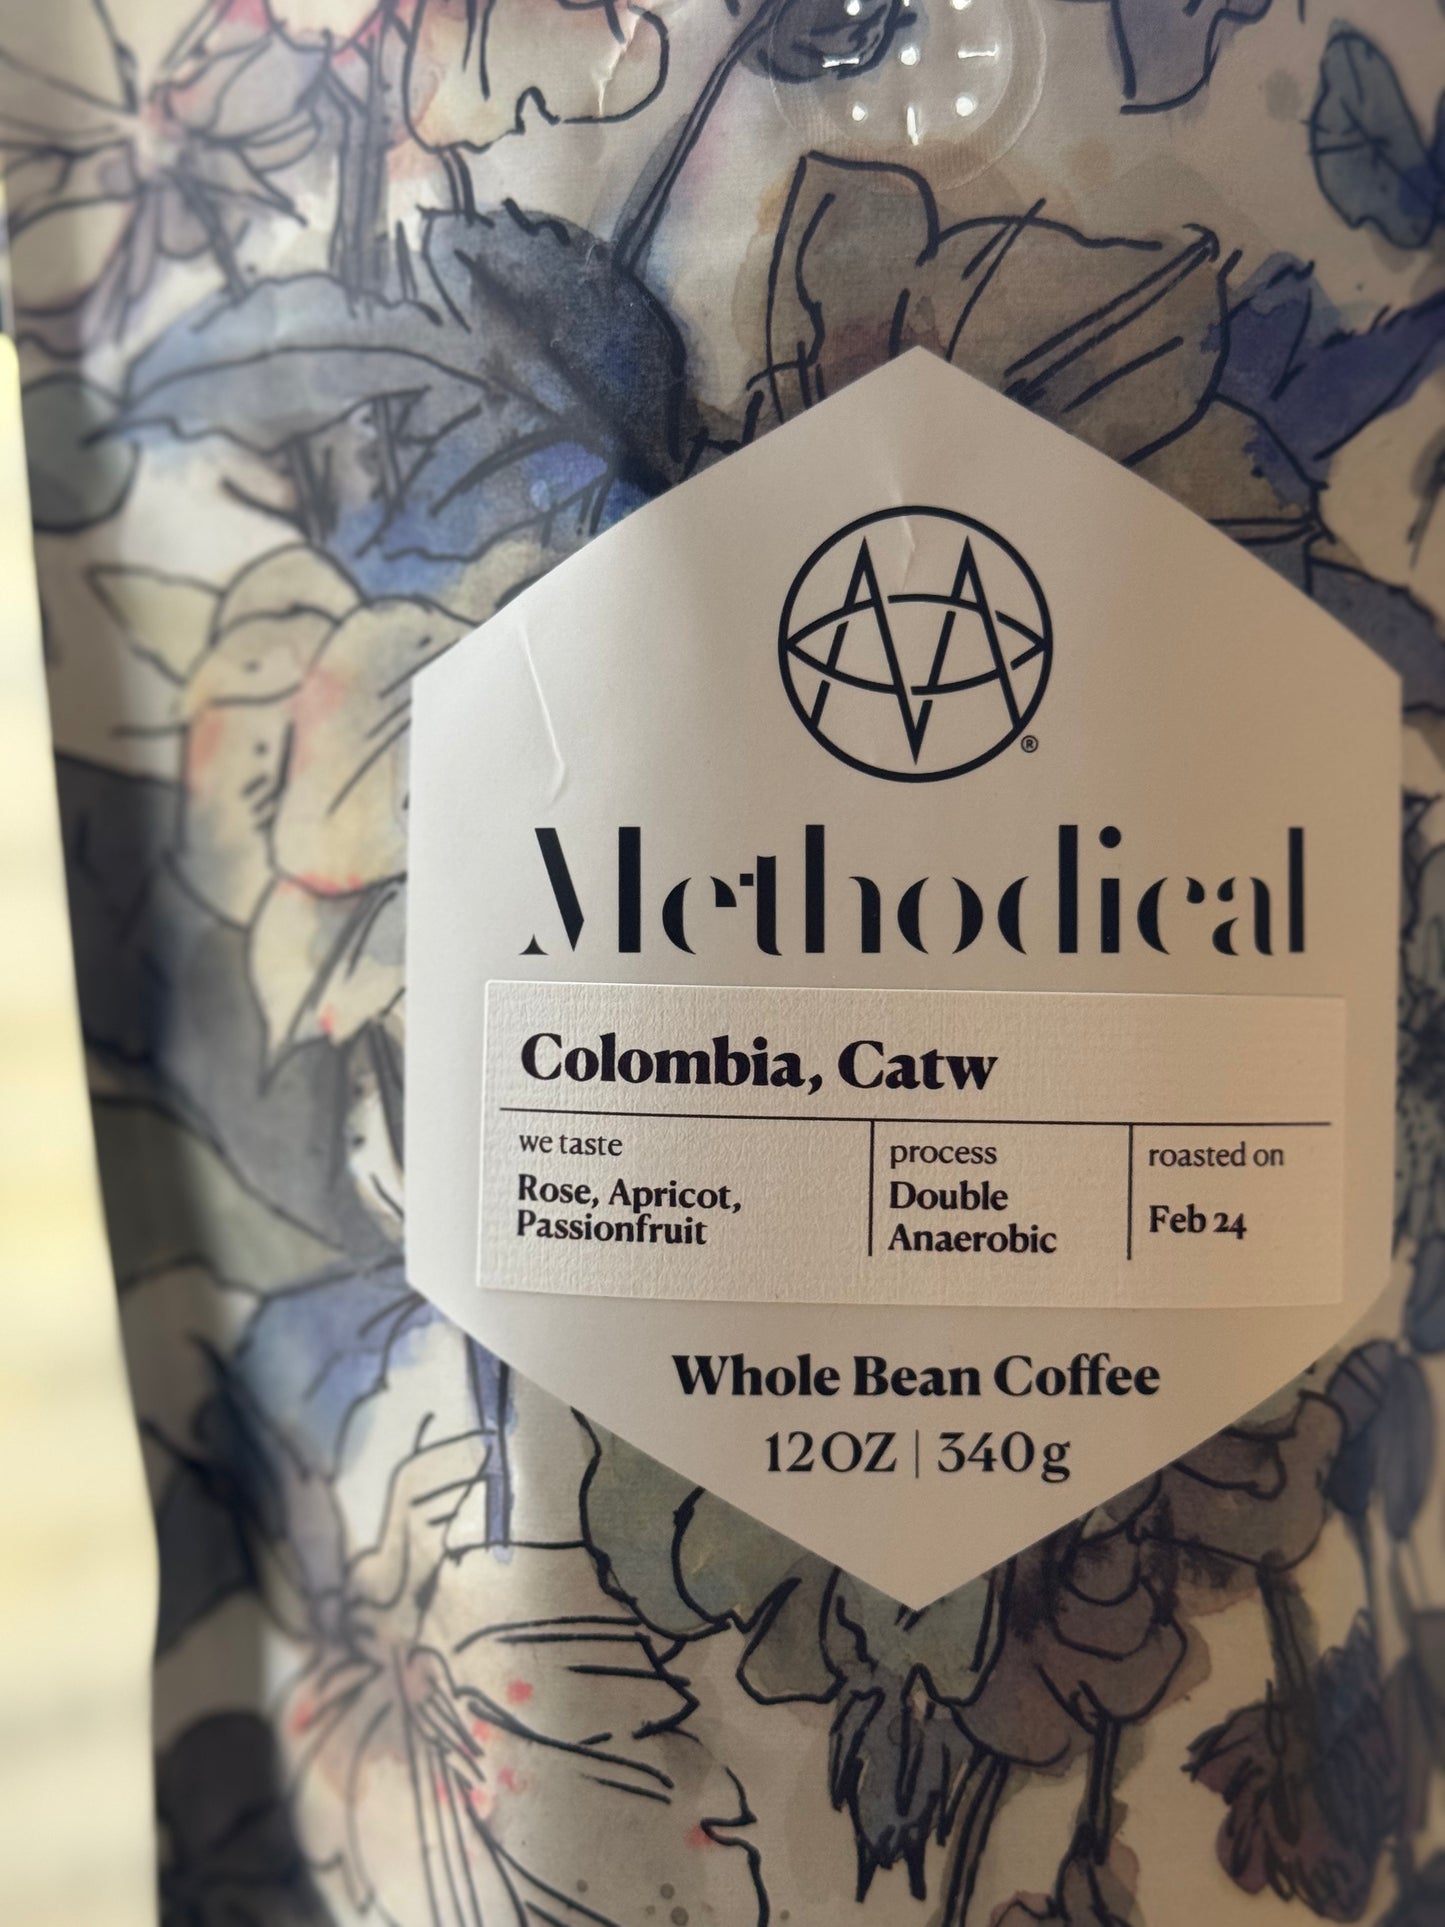 ®
Methodical
Colombia, Catw
we taste
Rose, Apricot,
Passionfruit
process
Double
Anaerobic
roasted on
Feb 24
Whole Bean Coffee
12OZ | 340g